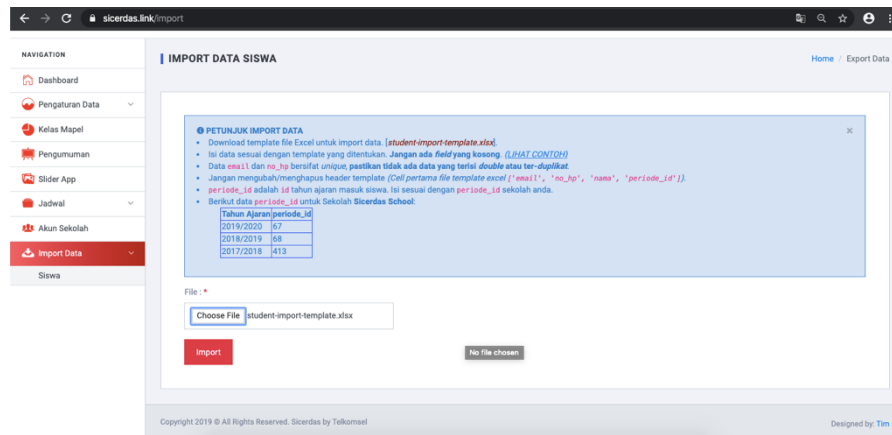 sicerdas.link/import
NAVIGATION
Dashboard
Pengaturan Data
Kelas Mapel
Pengumuman
Slider App
Jadwal
Akun Sekolah
Import Data
Siswa
IMPORT DATA SISWA
Home / Export Data
PETUNJUK IMPORT DATA
Download template file Excel untuk import data. [student-import-template.xlsx].
Isi data sesuai dengan template yang ditentukan. Jangan ada field yang kosong. (LIHAT CONTOH)
Data email dan no_hp bersifat unique, pastikan tidak ada data yang terisi double atau ter-duplikat.
Jangan mengubah/menghapus header template (Cell pertama file template excel ['email', 'no_hp', 'nama', 'periode_id']).
periode_id adalah id tahun ajaran masuk siswa. Isi sesuai dengan periode_id sekolah anda.
Berikut data periode_id untuk Sekolah Sicerdas School:
Tahun Ajaran periode_id
2019/2020 67
2018/2019 68
2017/2018 413
×
File : *
Choose File student-import-template.xlsx
Import
No file chosen
Copyright 2019 © All Rights Reserved. Sicerdas by Telkomsel
Designed by: Tim